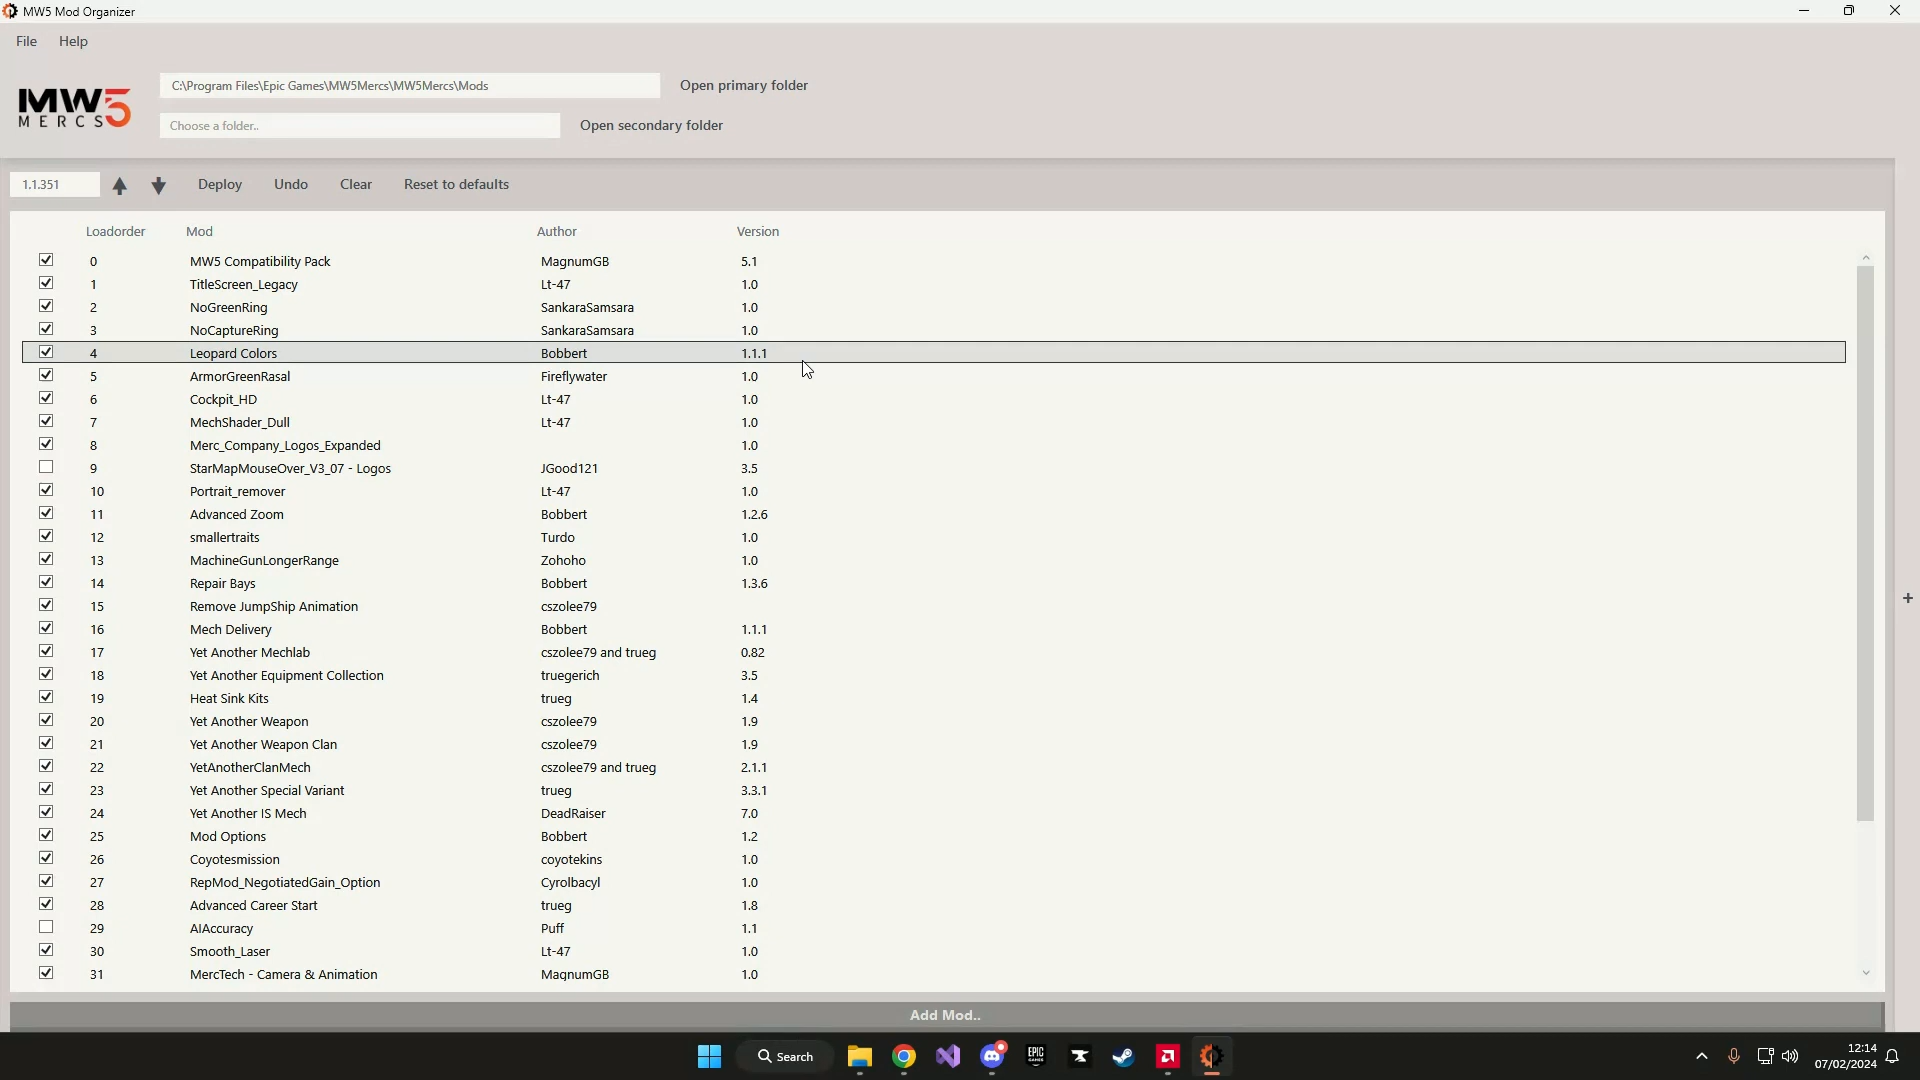 MW5 Mod Organizer
File Help
MW5
MERCS
C:\Program Files\Epic Games\MW5Mercs\MW5Mercs\Mods Open primary folder
Choose a folder.. Open secondary folder
1.1.351 Deploy Undo Clear Reset to defaults
Loadorder Mod Author Version
0 MW5 Compatibility Pack MagnumGB 5.1
1 TitleScreen_Legacy Lt-47 1.0
2 NoGreenRing SankaraSamsara 1.0
3 NoCaptureRing SankaraSamsara 1.0
4 Leopard Colors Bobbert 1.1.1
5 ArmorGreenRasal Fireflywater 1.0
6 Cockpit_HD Lt-47 1.0
7 MechShader_Dull Lt-47 1.0
8 Merc_Company_Logos_Expanded 1.0
9 StarMapMouseOver_V3_07 - Logos JGood121 3.5
10 Portrait_remover Lt-47 1.0
11 Advanced Zoom Bobbert 1.2.6
12 smallertraits Turdo 1.0
13 MachineGunLongerRange Zohoho 1.0
14 Repair Bays Bobbert 1.3.6
15 Remove JumpShip Animation cszolee79
16 Mech Delivery Bobbert 1.1.1
17 Yet Another Mechlab cszolee79 and trueg 0.82
18 Yet Another Equipment Collection truegerich 3.5
19 Heat Sink Kits trueg 1.4
20 Yet Another Weapon cszolee79 1.9
21 Yet Another Weapon Clan cszolee79 1.9
22 YetAnotherClanMech cszolee79 and trueg 2.1.1
23 Yet Another Special Variant trueg 3.3.1
24 Yet Another IS Mech DeadRaiser 7.0
25 Mod Options Bobbert 1.2
26 Coyotesmission coyotekins 1.0
27 RepMod_NegotiatedGain_Option Cyrolbacyl 1.0
28 Advanced Career Start trueg 1.8
29 AIAccuracy Puff 1.1
30 Smooth_Laser Lt-47 1.0
31 MercTech - Camera & Animation MagnumGB 1.0
+
Add Mod..
Search
EPIC
GAMES
12:14
07/02/2024